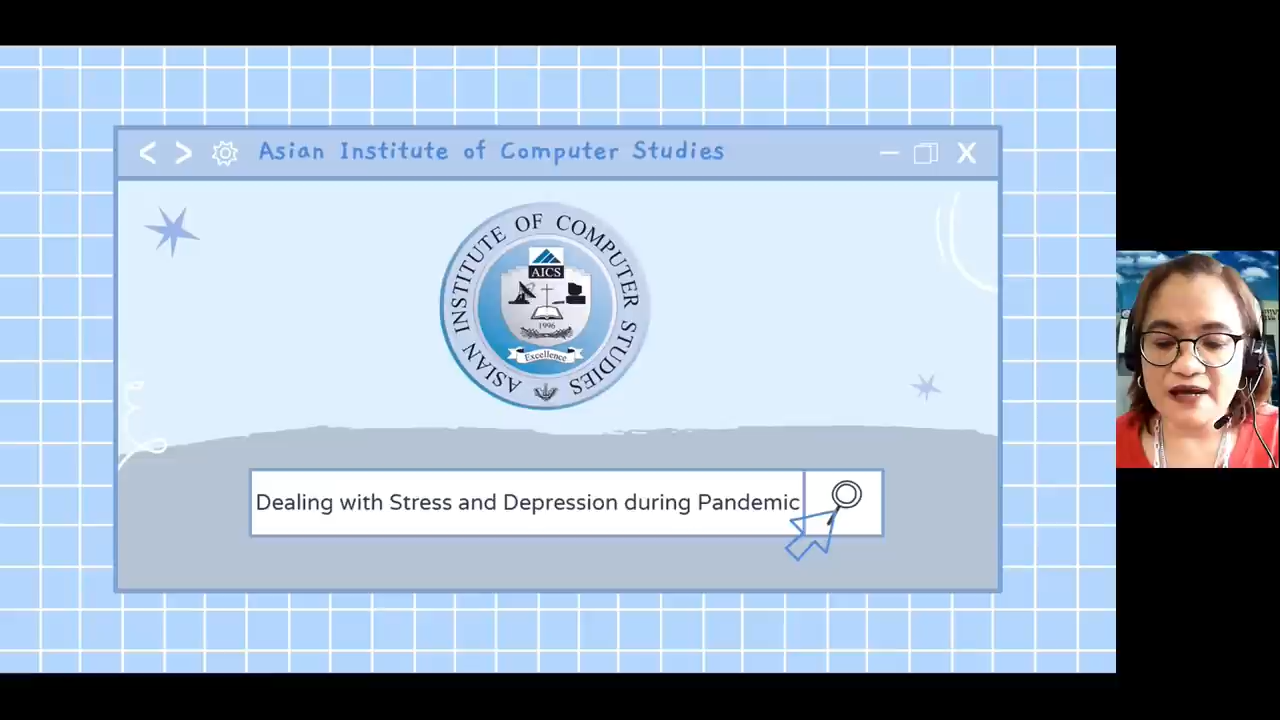 Asian Institute of Computer Studies
ASIAN INSTITUTE OF COMPUTER STUDIES
AICS
1996
Excellence
Dealing with Stress and Depression during Pandemic